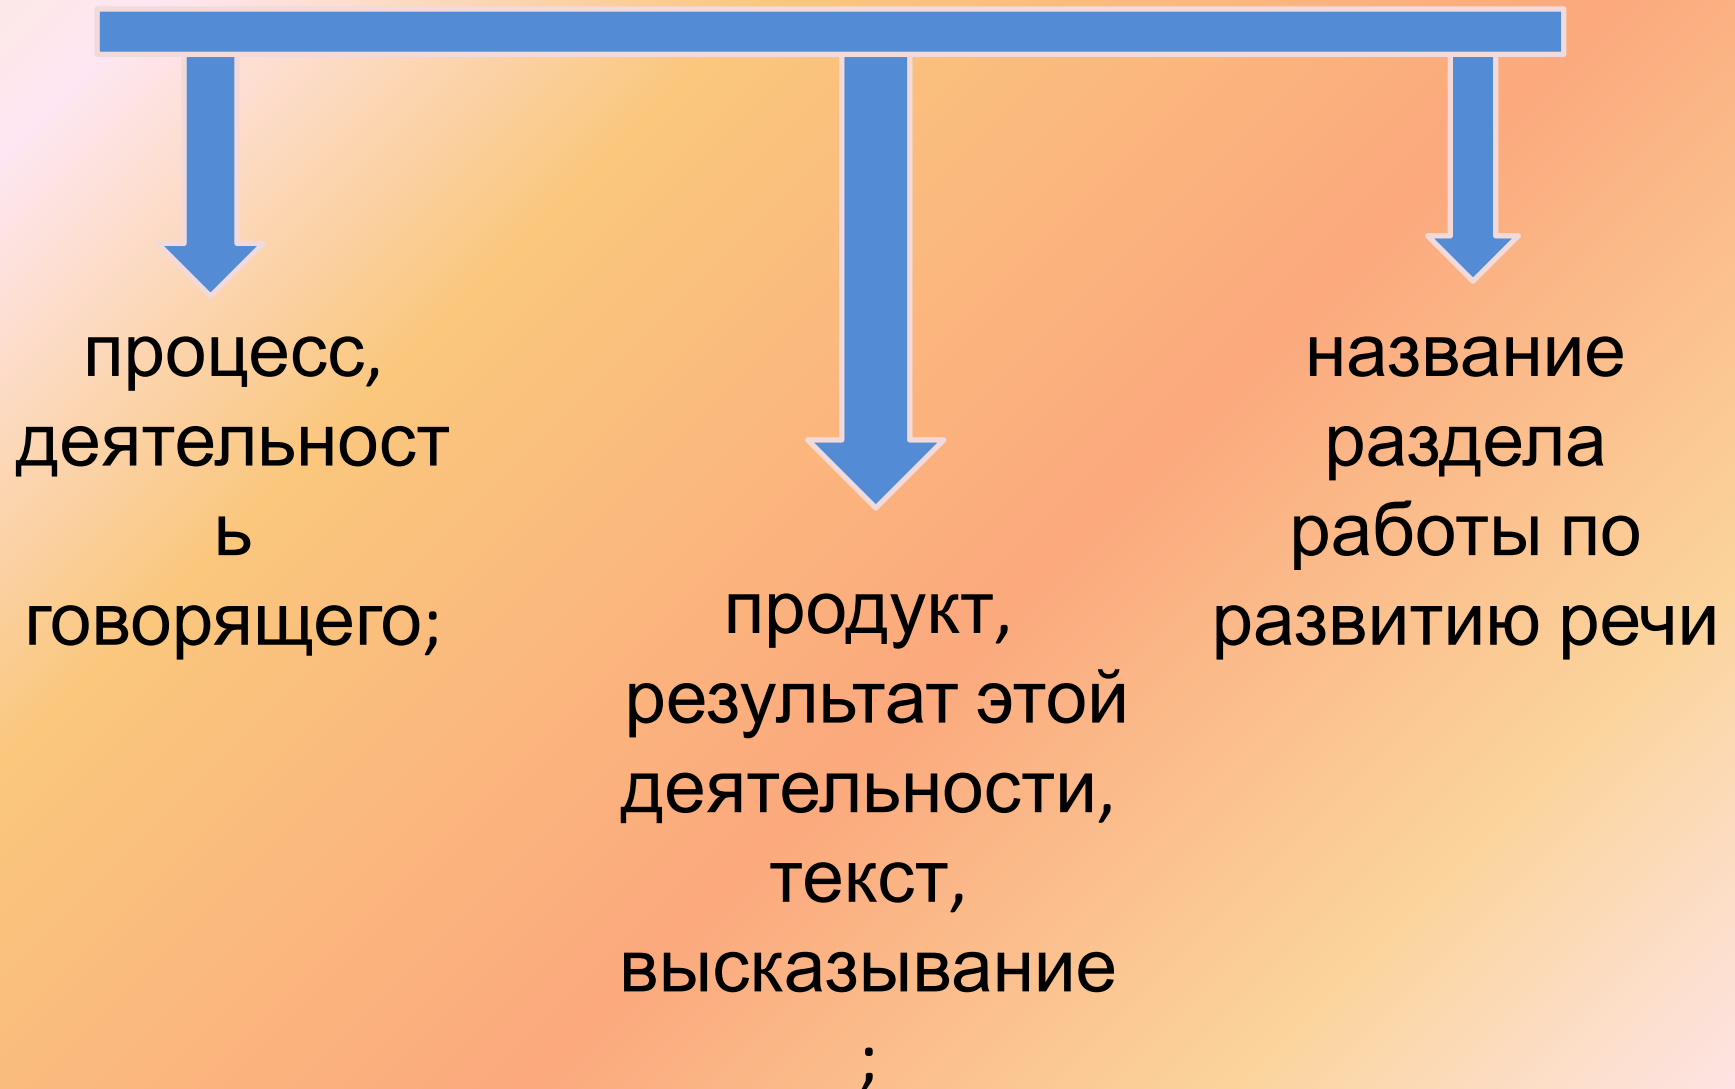 процесс,
деятельност
ь
говорящего;
продукт,
результат этой
деятельности,
текст,
высказывание
;
название
раздела
работы по
развитию речи